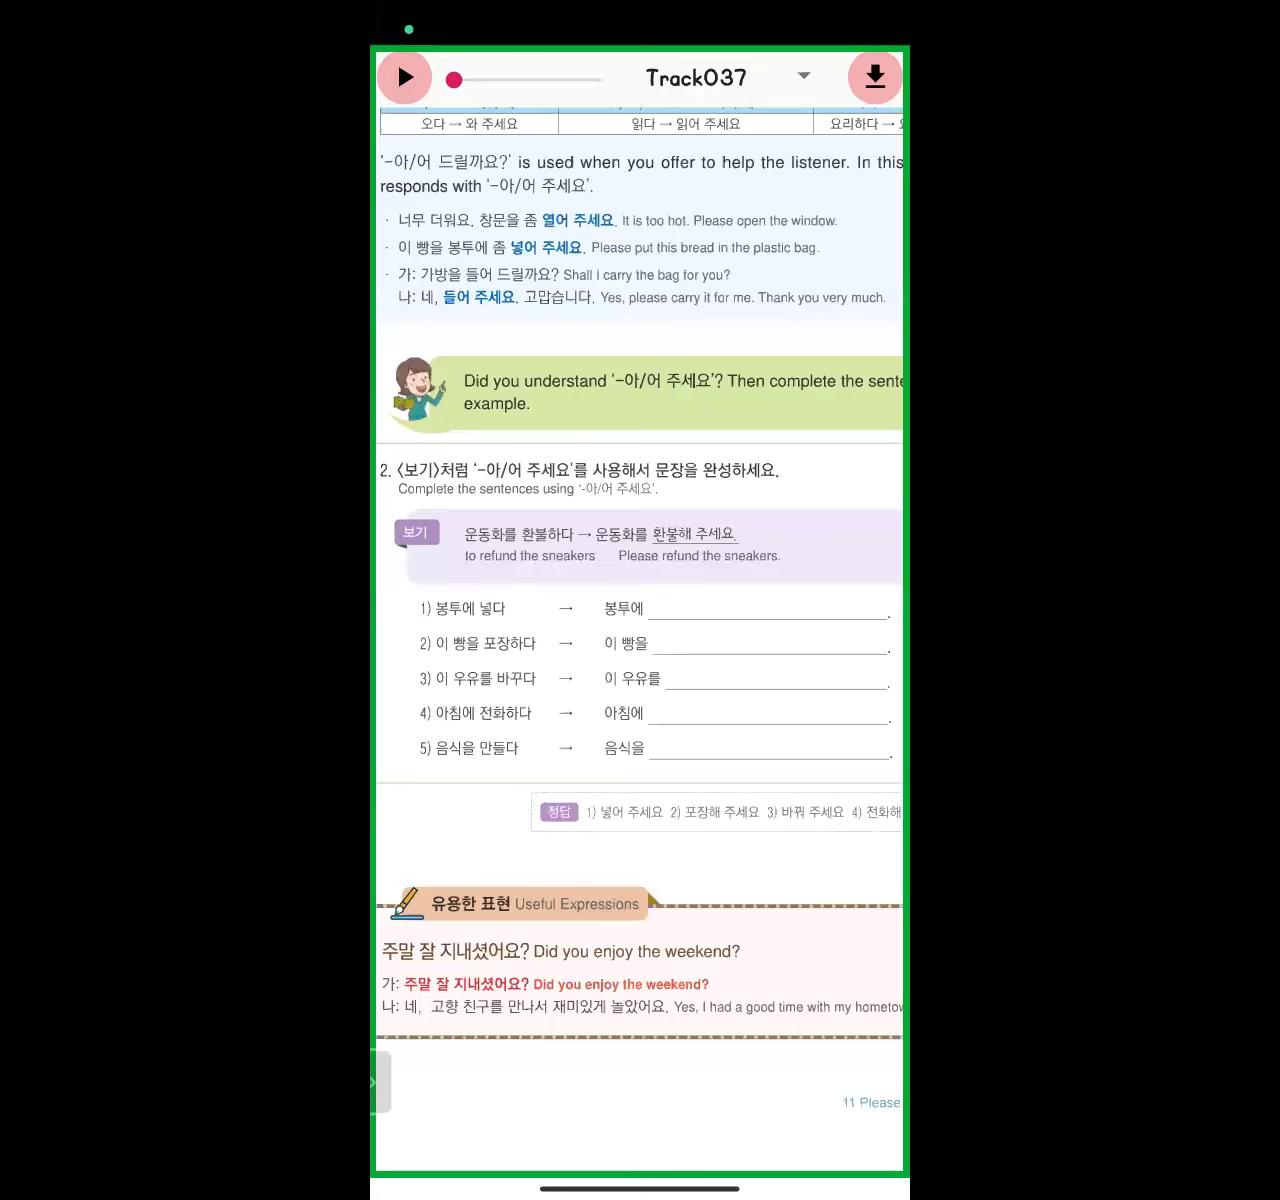 Track037
오다 → 와 주세요 읽다 → 읽어 주세요 요리하다 →
'-아/어 드릴까요?' is used when you offer to help the listener. In this
responds with '-아/어 주세요'.
· 너무 더워요. 창문을 좀 열어 주세요. It is too hot. Please open the window.
· 이 빵을 봉투에 좀 넣어 주세요. Please put this bread in the plastic bag.
· 가: 가방을 들어 드릴까요? Shall I carry the bag for you?
나: 네, 들어 주세요. 고맙습니다. Yes, please carry it for me. Thank you very much.
Did you understand '-아/어 주세요'? Then complete the sente
example.
2. <보기>처럼 '-아/어 주세요'를 사용해서 문장을 완성하세요.
Complete the sentences using '-아/어 주세요'.
보기 운동화를 환불하다 → 운동화를 환불해 주세요.
to refund the sneakers Please refund the sneakers.
1) 봉투에 넣다 → 봉투에 .
2) 이 빵을 포장하다 → 이 빵을 .
3) 이 우유를 바꾸다 → 이 우유를 .
4) 아침에 전화하다 → 아침에 .
5) 음식을 만들다 → 음식을 .
정답 1) 넣어 주세요 2) 포장해 주세요 3) 바꿔 주세요 4) 전화해
유용한 표현 Useful Expressions
주말 잘 지내셨어요? Did you enjoy the weekend?
가: 주말 잘 지내셨어요? Did you enjoy the weekend?
나: 네, 고향 친구를 만나서 재미있게 놀았어요. Yes, I had a good time with my hometow
11 Please